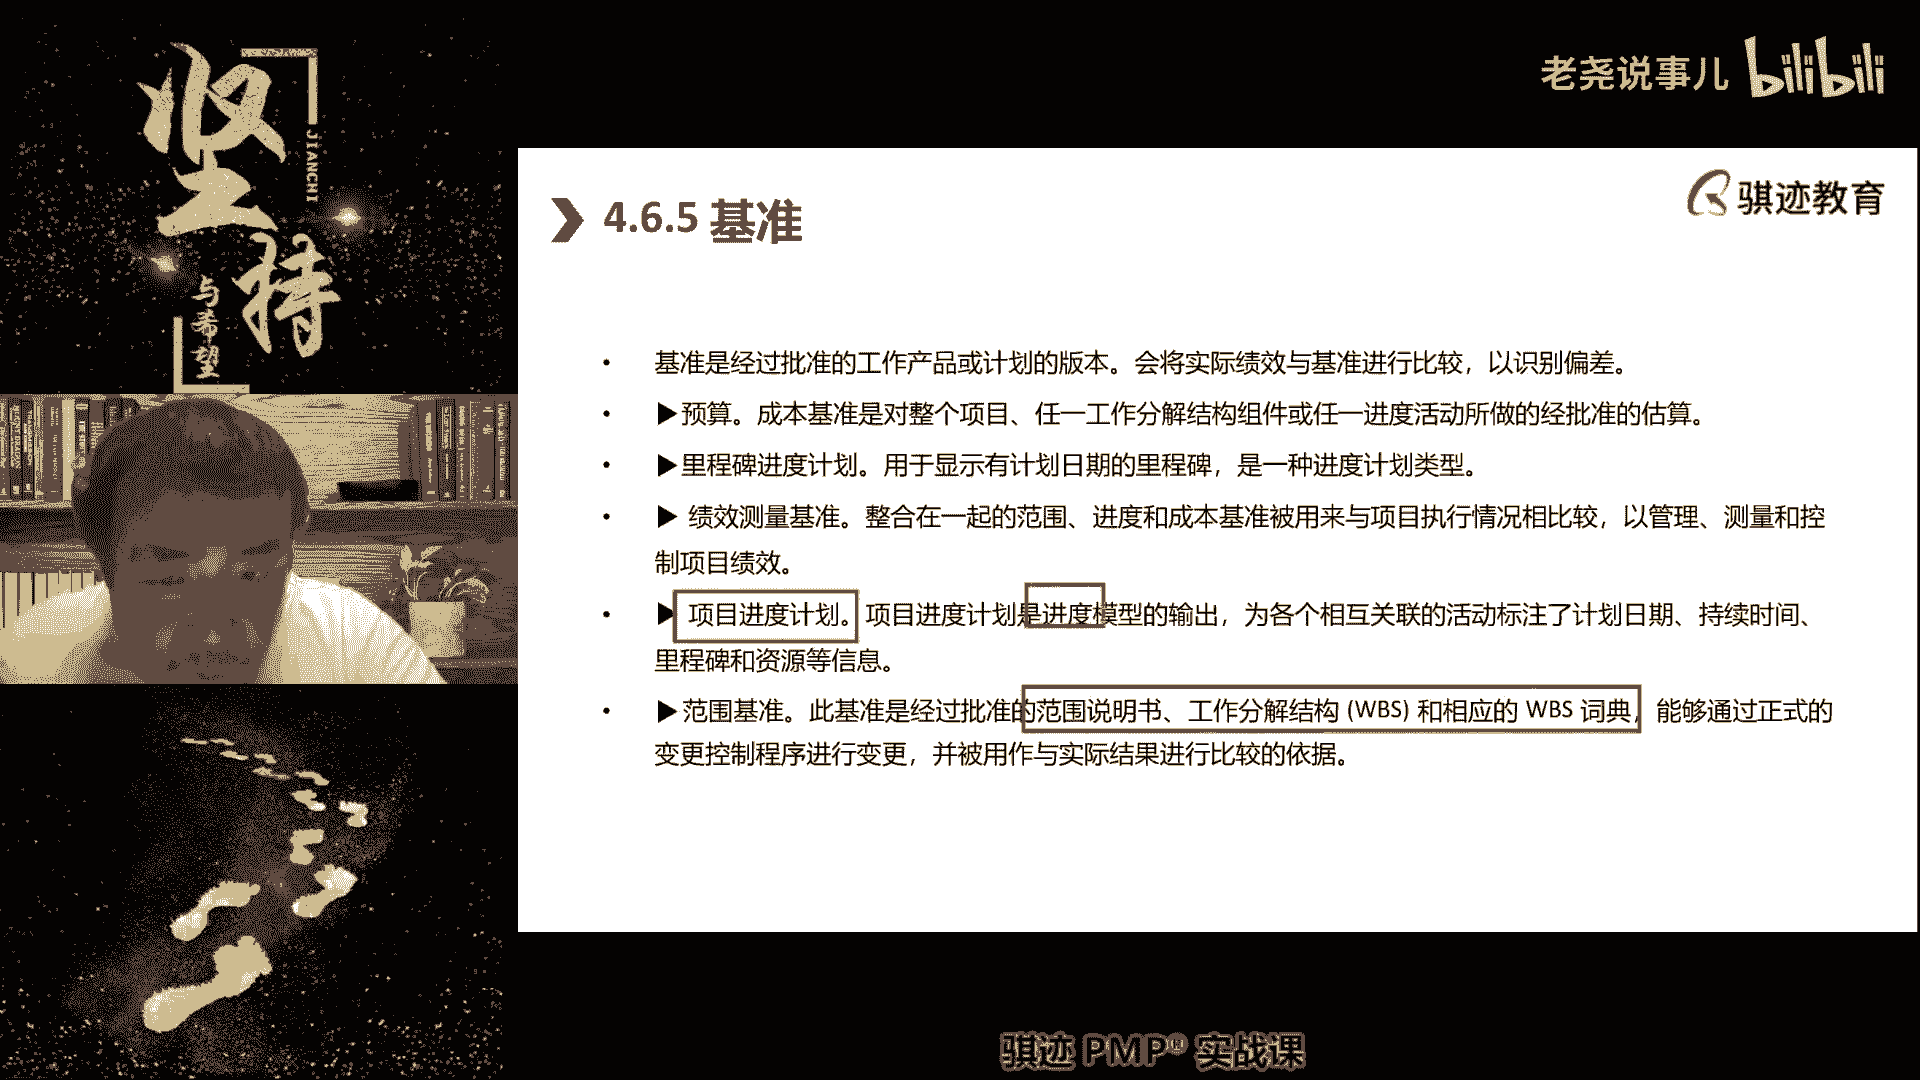 坚持
JIANCHI
与希望
老尧说事儿 bilibili
骐迹教育
4.6.5 基准
• 基准是经过批准的工作产品或计划的版本。会将实际绩效与基准进行比较，以识别偏差。
• ▶预算。成本基准是对整个项目、任一工作分解结构组件或任一进度活动所做的经批准的估算。
• ▶里程碑进度计划。用于显示有计划日期的里程碑，是一种进度计划类型。
• ▶ 绩效测量基准。整合在一起的范围、进度和成本基准被用来与项目执行情况相比较，以管理、测量和控
制项目绩效。
• ▶ 项目进度计划。项目进度计划是进度模型的输出，为各个相互关联的活动标注了计划日期、持续时间、
里程碑和资源等信息。
• ▶范围基准。此基准是经过批准的范围说明书、工作分解结构 (WBS) 和相应的 WBS 词典，能够通过正式的
变更控制程序进行变更，并被用作与实际结果进行比较的依据。
骐迹 PMP® 实战课